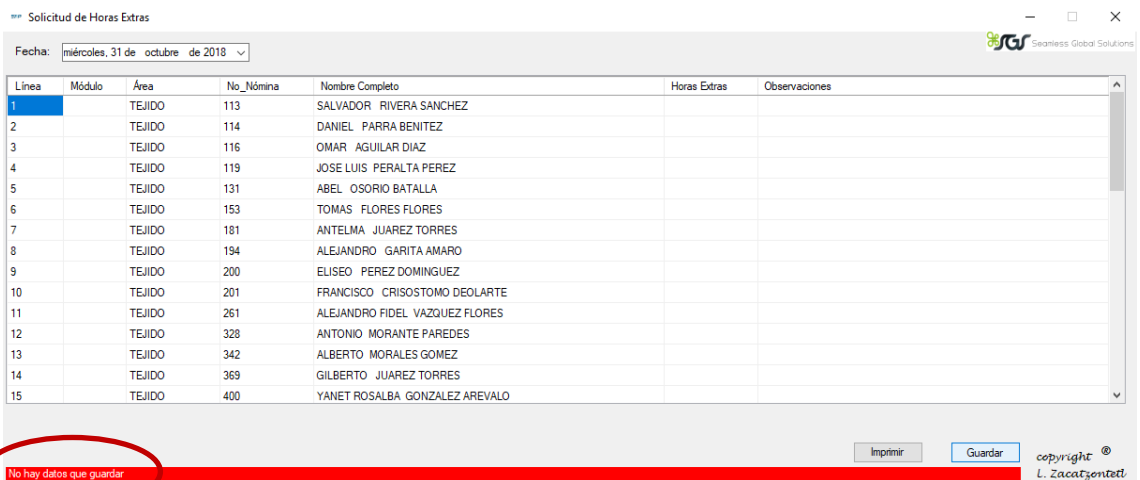 Solicitud de Horas Extras
Fecha: miércoles, 31 de octubre de 2018
SGS Seamless Global Solutions
Línea Módulo Área No_Nómina Nombre Completo Horas Extras Observaciones
1 TEJIDO 113 SALVADOR RIVERA SANCHEZ
2 TEJIDO 114 DANIEL PARRA BENITEZ
3 TEJIDO 116 OMAR AGUILAR DIAZ
4 TEJIDO 119 JOSE LUIS PERALTA PEREZ
5 TEJIDO 131 ABEL OSORIO BATALLA
6 TEJIDO 153 TOMAS FLORES FLORES
7 TEJIDO 181 ANTELMA JUAREZ TORRES
8 TEJIDO 194 ALEJANDRO GARITA AMARO
9 TEJIDO 200 ELISEO PEREZ DOMINGUEZ
10 TEJIDO 201 FRANCISCO CRISOSTOMO DEOLARTE
11 TEJIDO 261 ALEJANDRO FIDEL VAZQUEZ FLORES
12 TEJIDO 328 ANTONIO MORANTE PAREDES
13 TEJIDO 342 ALBERTO MORALES GOMEZ
14 TEJIDO 369 GILBERTO JUAREZ TORRES
15 TEJIDO 400 YANET ROSALBA GONZALEZ AREVALO
Imprimir Guardar
copyright ®
No hay datos que guardar L. Zacatzontetl